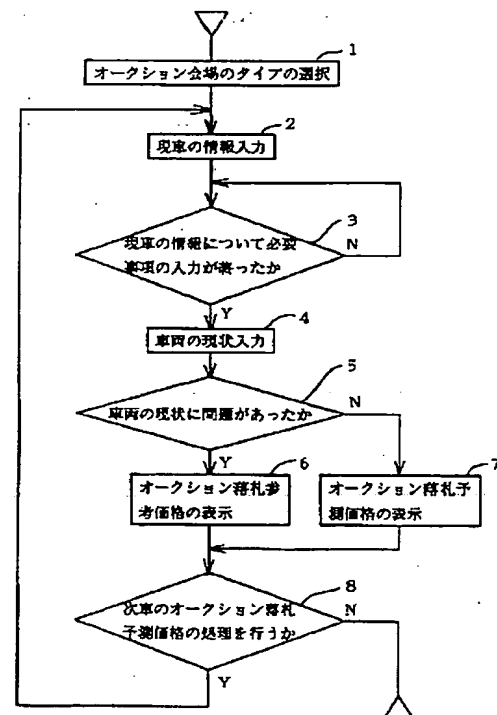 1
オークション会場のタイプの選択
2
現車の情報入力
3
現車の情報について必要
事項の入力が終ったか
N
Y
4
車両の現状入力
5
車両の現状に問題があったか
N
Y
6
オークション落札参
考価格の表示
7
オークション落札予
測価格の表示
8
次車のオークション落札
予測価格の処理を行うか
N
Y